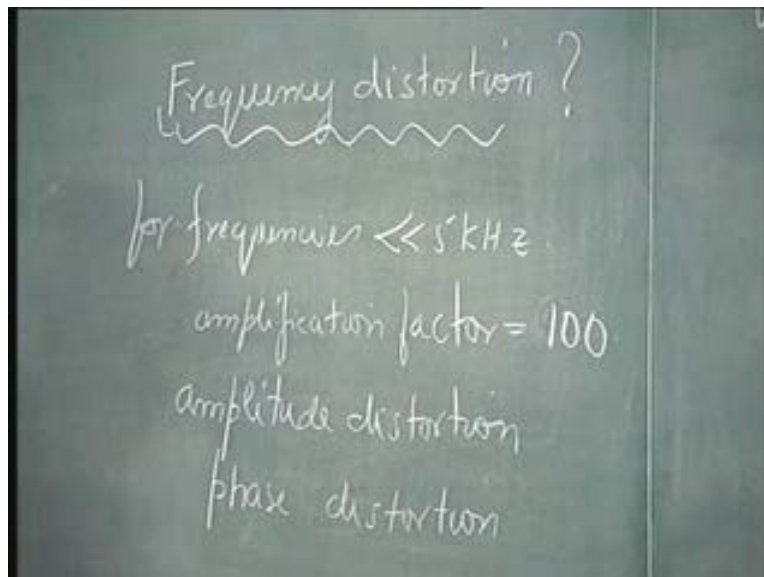 Frequency distortion ?
for frequencies << 5 kHz
amplification factor = 100
amplitude distortion
phase distortion